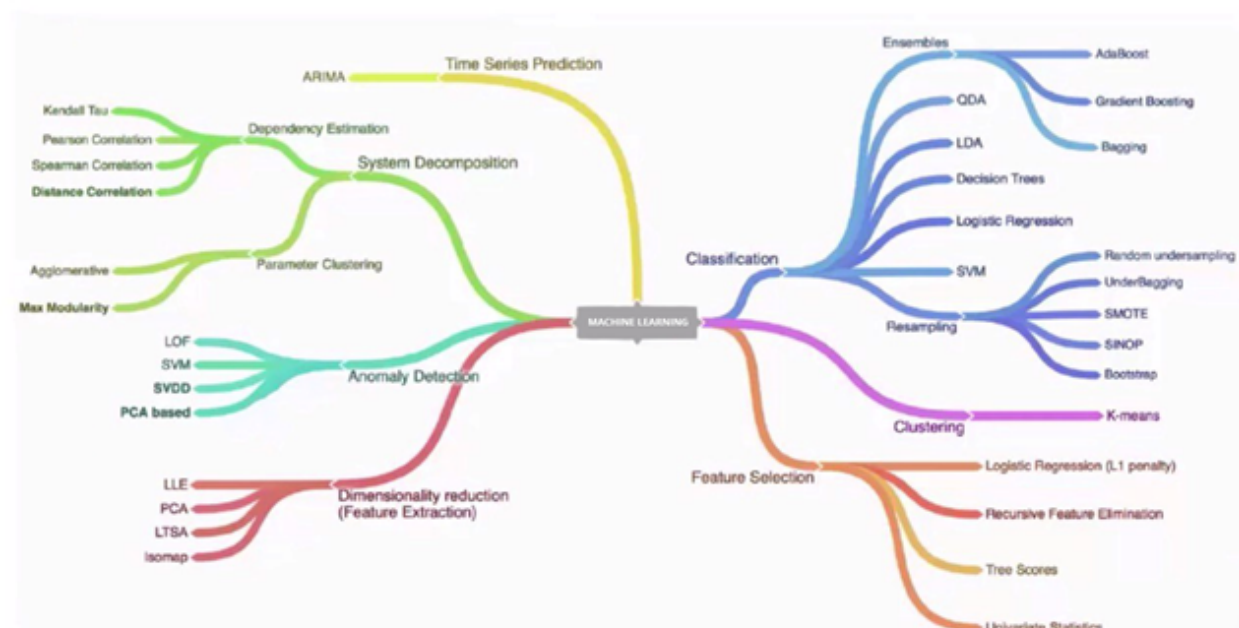 Time Series Prediction
ARIMA
System Decomposition
Dependency Estimation
Kendall Tau
Pearson Correlation
Spearman Correlation
Distance Correlation
Parameter Clustering
Agglomerative
Max Modularity
Anomaly Detection
LOF
SVM
SVDD
PCA based
Dimensionality reduction
(Feature Extraction)
LLE
PCA
LTSA
Isomap
MACHINE LEARNING
Classification
Ensembles
AdaBoost
Gradient Boosting
Bagging
QDA
LDA
Decision Trees
Logistic Regression
SVM
Resampling
Random undersampling
UnderBagging
SMOTE
SINOP
Bootstrap
Clustering
K-means
Feature Selection
Logistic Regression (L1 penalty)
Recursive Feature Elimination
Tree Scores
Univariate Statistics